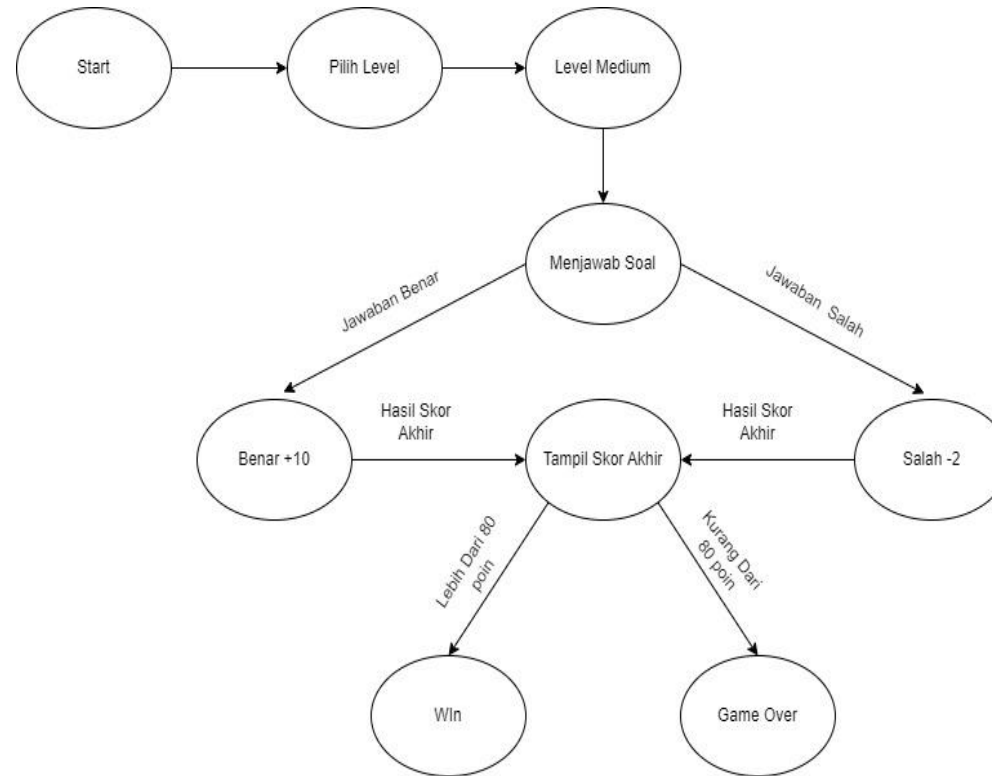 Start
Pilih Level
Level Medium
Menjawab Soal
Jawaban Benar
Jawaban Salah
Benar +10
Hasil Skor
Akhir
Tampil Skor Akhir
Hasil Skor
Akhir
Salah -2
Lebih Dari 80
poin
Kurang Dari
80 poin
WIn
Game Over